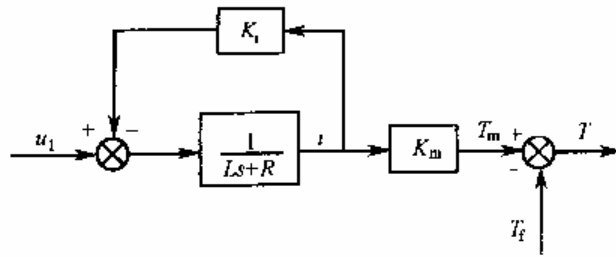 K_i
+ −
u_1
1
Ls+R
i
K_m
T_m
+
−
T
T_f